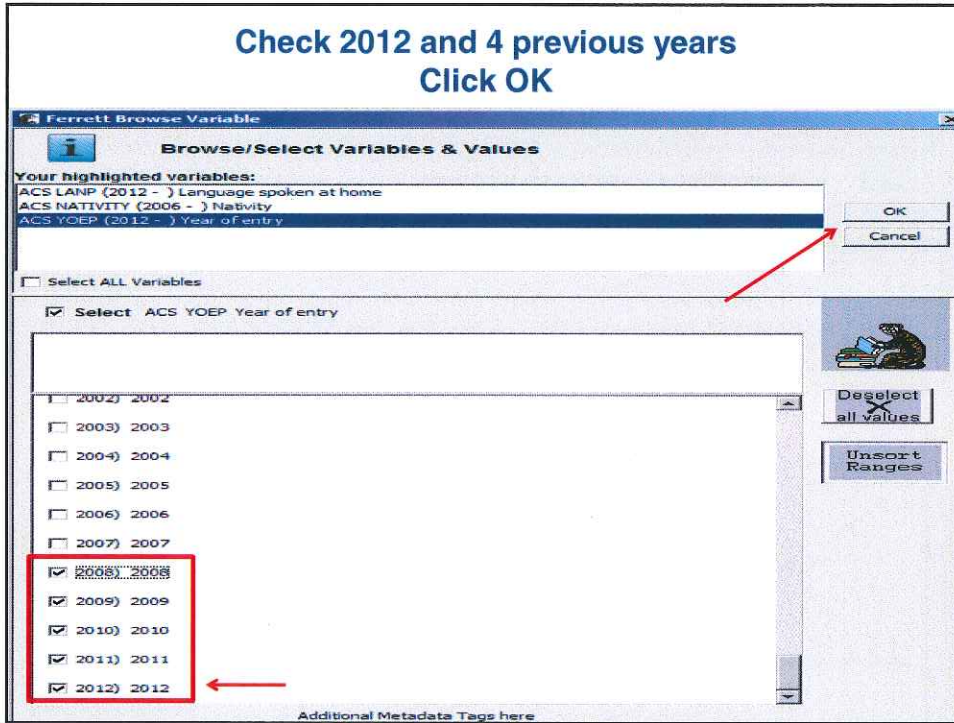 Check 2012 and 4 previous years
Click OK
Ferrett Browse Variable
i
Browse/Select Variables & Values
Your highlighted variables:
ACS LANP (2012 - ) Language spoken at home
ACS NATIVITY (2006 - ) Nativity
ACS YOEP (2012 - ) Year of entry
OK
Cancel
Select ALL Variables
Select ACS YOEP Year of entry
2002) 2002
2003) 2003
2004) 2004
2005) 2005
2006) 2006
2007) 2007
2008) 2008
2009) 2009
2010) 2010
2011) 2011
2012) 2012
Deselect
all values
Unsort
Ranges
Additional Metadata Tags here